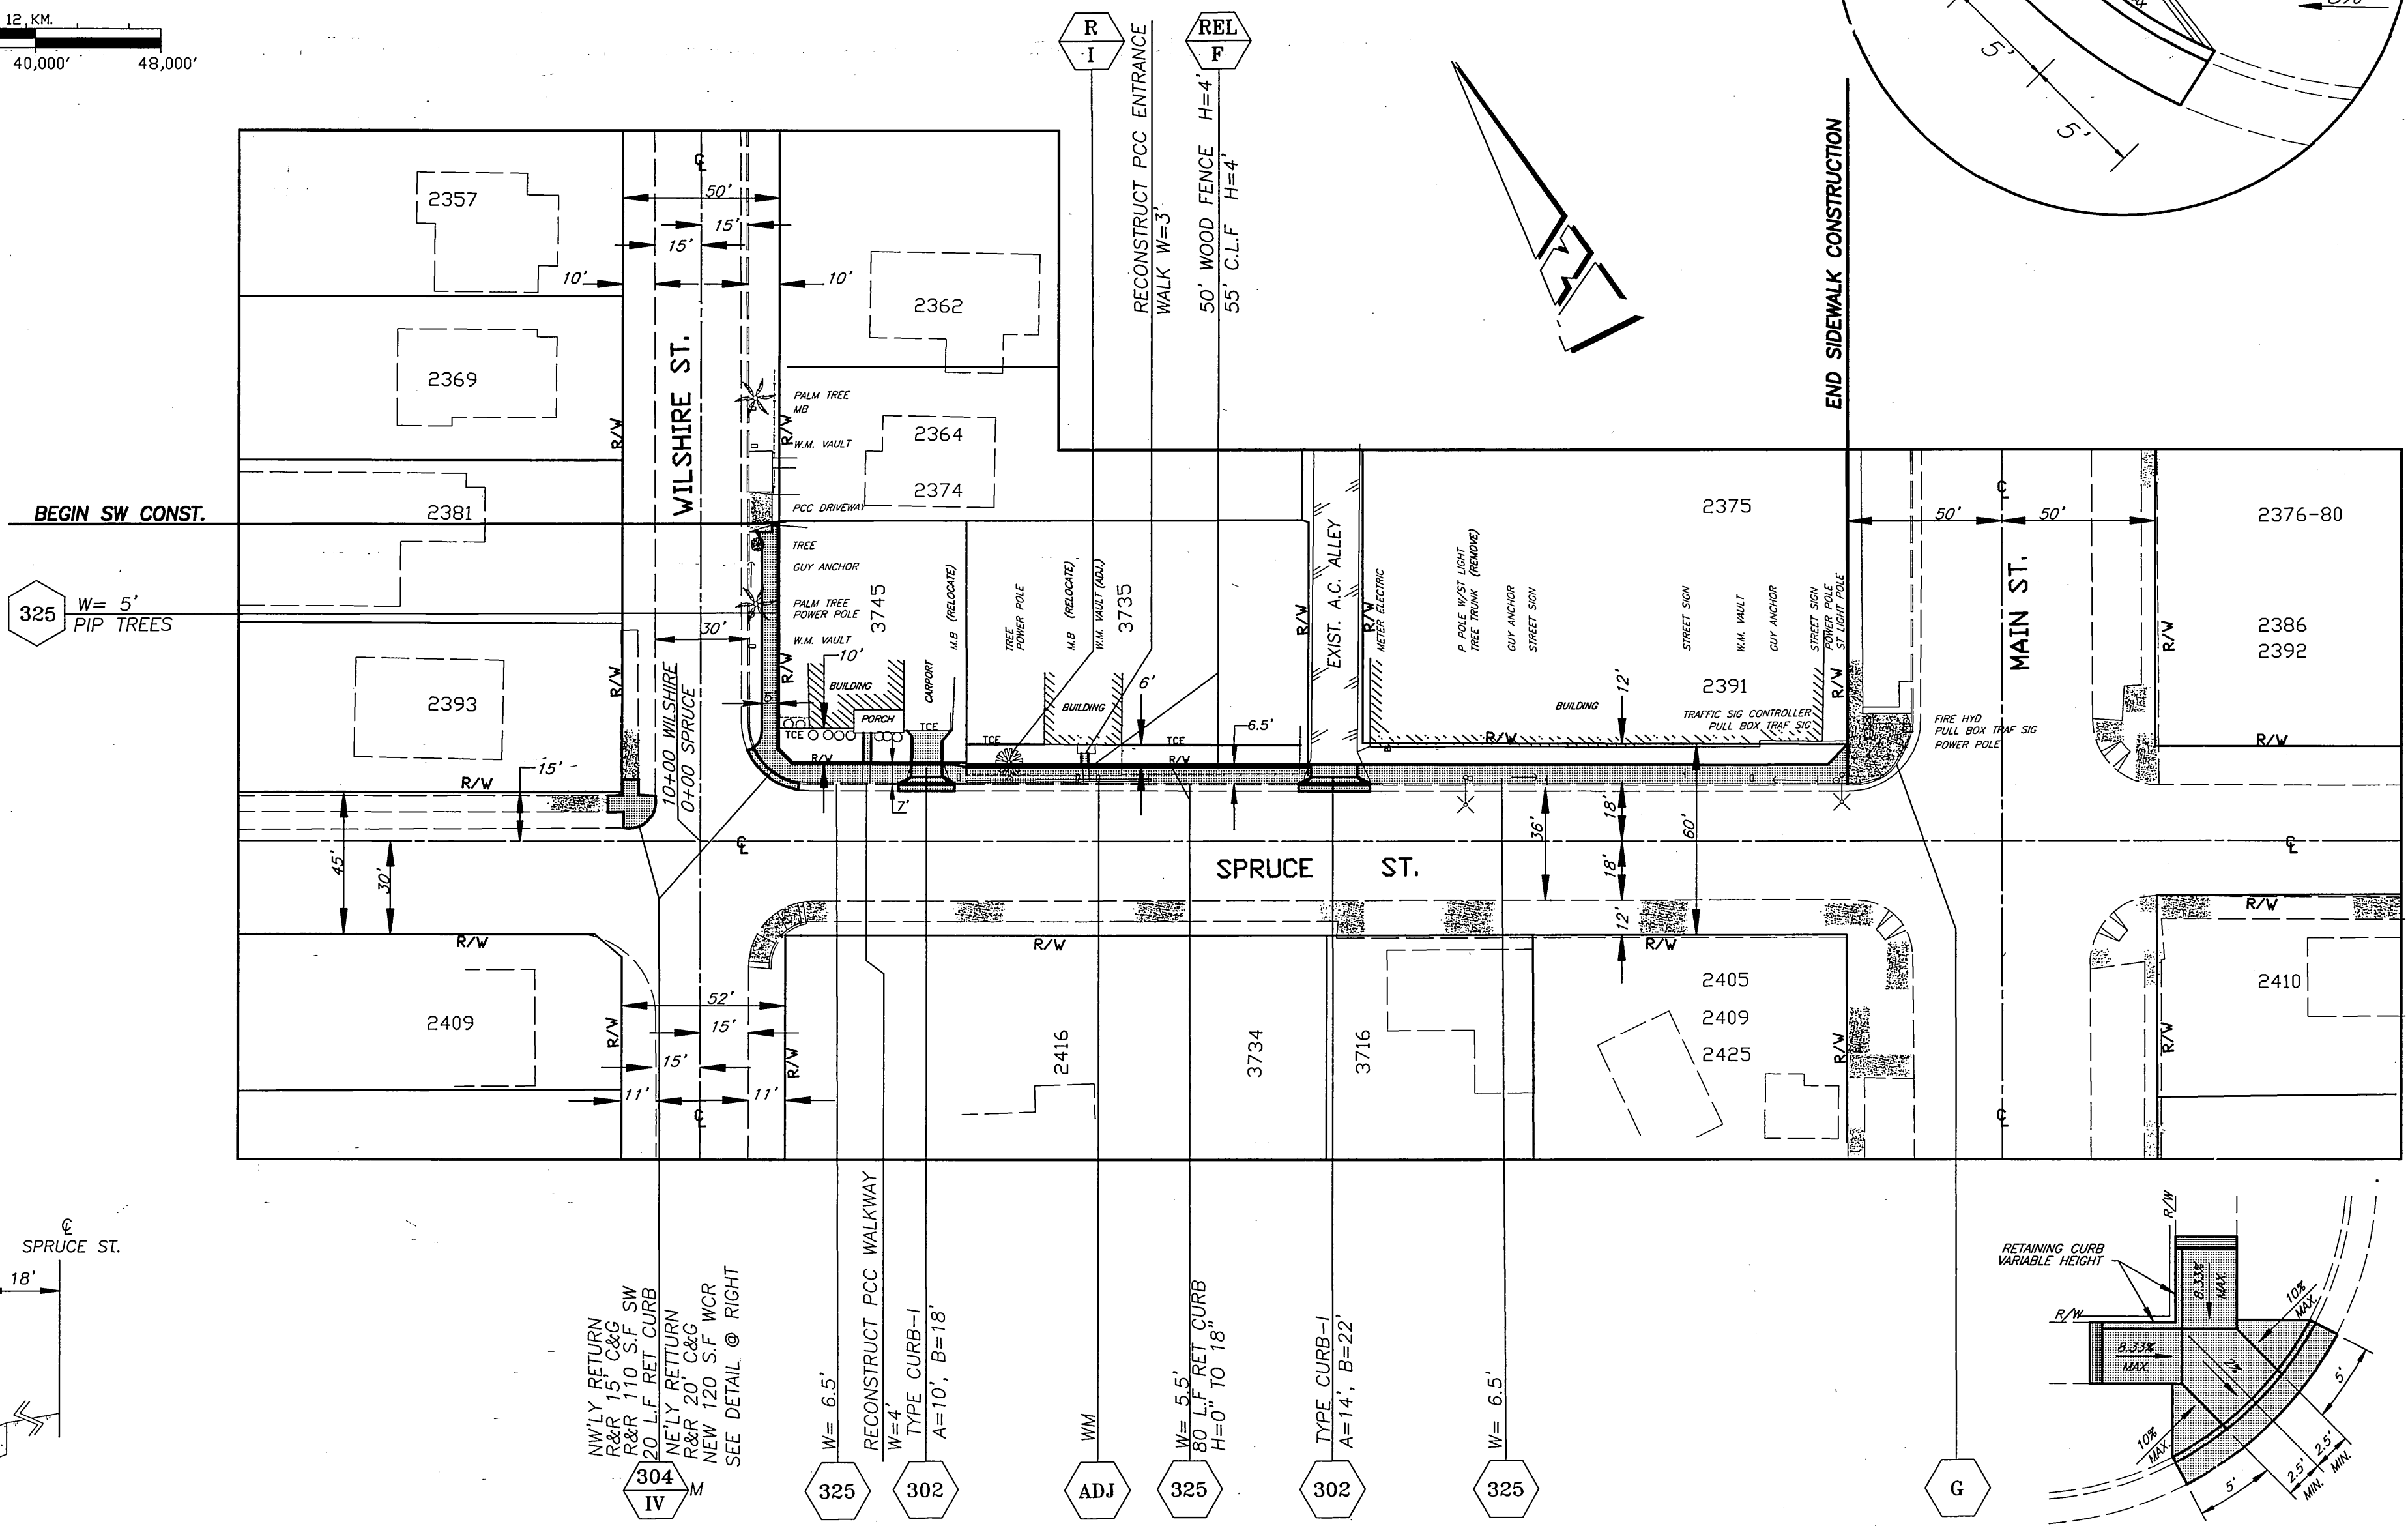 12 KM.
40,000'
48,000'
R
I
RECONSTRUCT PCC ENTRANCE
WALK W=3'
REL
F
50' WOOD FENCE H=4'
55' C.L.F H=4'
5'
5'
END SIDEWALK CONSTRUCTION
2357
℄
50'
15'
15'
10'
10'
2362
2369
WILSHIRE ST.
R/W
PALM TREE
MB
R/W
W.M. VAULT
2364
2374
PCC DRIVEWAY
BEGIN SW CONST.
2381
TREE
GUY ANCHOR
325
W= 5'
PIP TREES
PALM TREE
POWER POLE
W.M. VAULT
30'
R/W
R/W
3745
M.B (RELOCATE)
TREE
POWER POLE
M.B (RELOCATE)
W.M. VAULT (ADJ.)
3735
R/W
EXIST. A.C. ALLEY
R/W
METER ELECTRIC
P POLE W/ST LIGHT
TREE TRUNK (REMOVE)
GUY ANCHOR
STREET SIGN
2375
STREET SIGN
W.M. VAULT
GUY ANCHOR
STREET SIGN
POWER POLE
ST LIGHT POLE
R/W
2391
BUILDING
TRAFFIC SIG CONTROLLER
PULL BOX TRAF SIG
12'
℄
50'
50'
MAIN ST.
2376-80
2386
2392
R/W
R/W
FIRE HYD
PULL BOX TRAF SIG
POWER POLE
2393
10+00 WILSHIRE
0+00 SPRUCE
5'
10'
BUILDING
CARPORT
PORCH
TCE
TCE
R/W
7'
BUILDING
6'
TCE
TCE
R/W
6.5'
R/W
R/W
15'
45'
30'
℄
SPRUCE ST.
36'
18'
18'
60'
12'
℄
R/W
R/W
R/W
R/W
52'
15'
15'
11'
11'
R/W
R/W
℄
2409
2416
3734
3716
2405
2409
2425
R/W
℄
R/W
2410
℄
SPRUCE ST.
18'
NW'LY RETURN
R&R 15' C&G
R&R 110 S.F SW
20 L.F RET CURB
NE'LY RETTURN
R&R 20' C&G
NEW 120 S.F WCR
SEE DETAIL @ RIGHT
304
IV
M
W= 6.5'
325
RECONSTRUCT PCC WALKWAY
W=4'
TYPE CURB-I
A=10', B=18'
302
WM
ADJ
W= 5.5'
80 L.F RET CURB
H=0" TO 18"
325
TYPE CURB-I
A=14', B=22'
302
W= 6.5'
325
G
R/W
RETAINING CURB
VARIABLE HEIGHT
R/W
8.33%
MAX.
8.33%
MAX.
10%
MAX.
2%
10%
MAX.
5'
2.5'
MIN.
2.5'
MIN.
5'